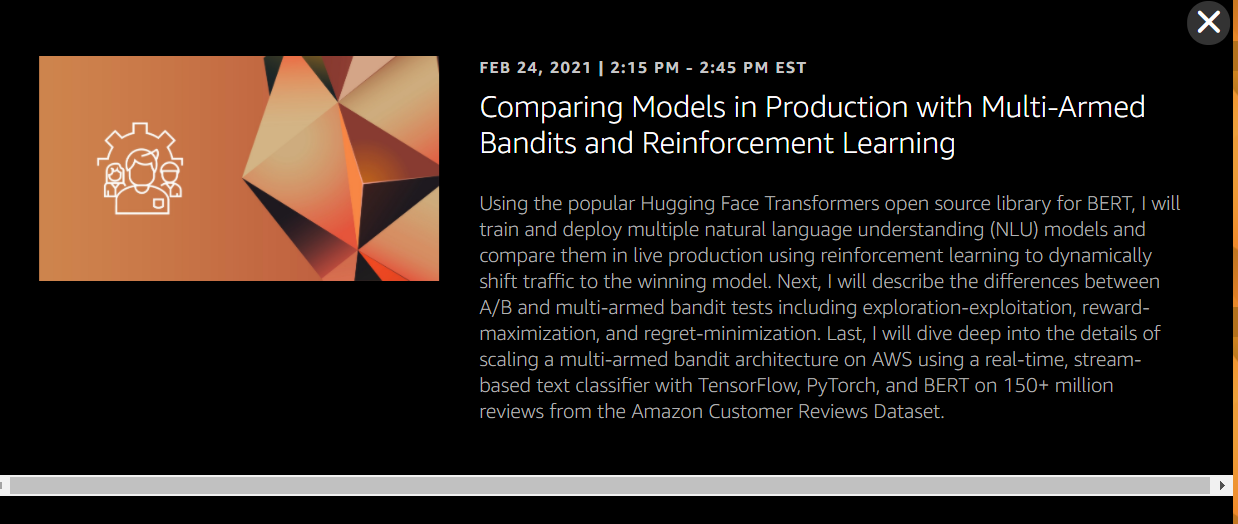 FEB 24, 2021 | 2:15 PM - 2:45 PM EST
Comparing Models in Production with Multi-Armed
Bandits and Reinforcement Learning
Using the popular Hugging Face Transformers open source library for BERT, I will
train and deploy multiple natural language understanding (NLU) models and
compare them in live production using reinforcement learning to dynamically
shift traffic to the winning model. Next, I will describe the differences between
A/B and multi-armed bandit tests including exploration-exploitation, reward-
maximization, and regret-minimization. Last, I will dive deep into the details of
scaling a multi-armed bandit architecture on AWS using a real-time, stream-
based text classifier with TensorFlow, PyTorch, and BERT on 150+ million
reviews from the Amazon Customer Reviews Dataset.